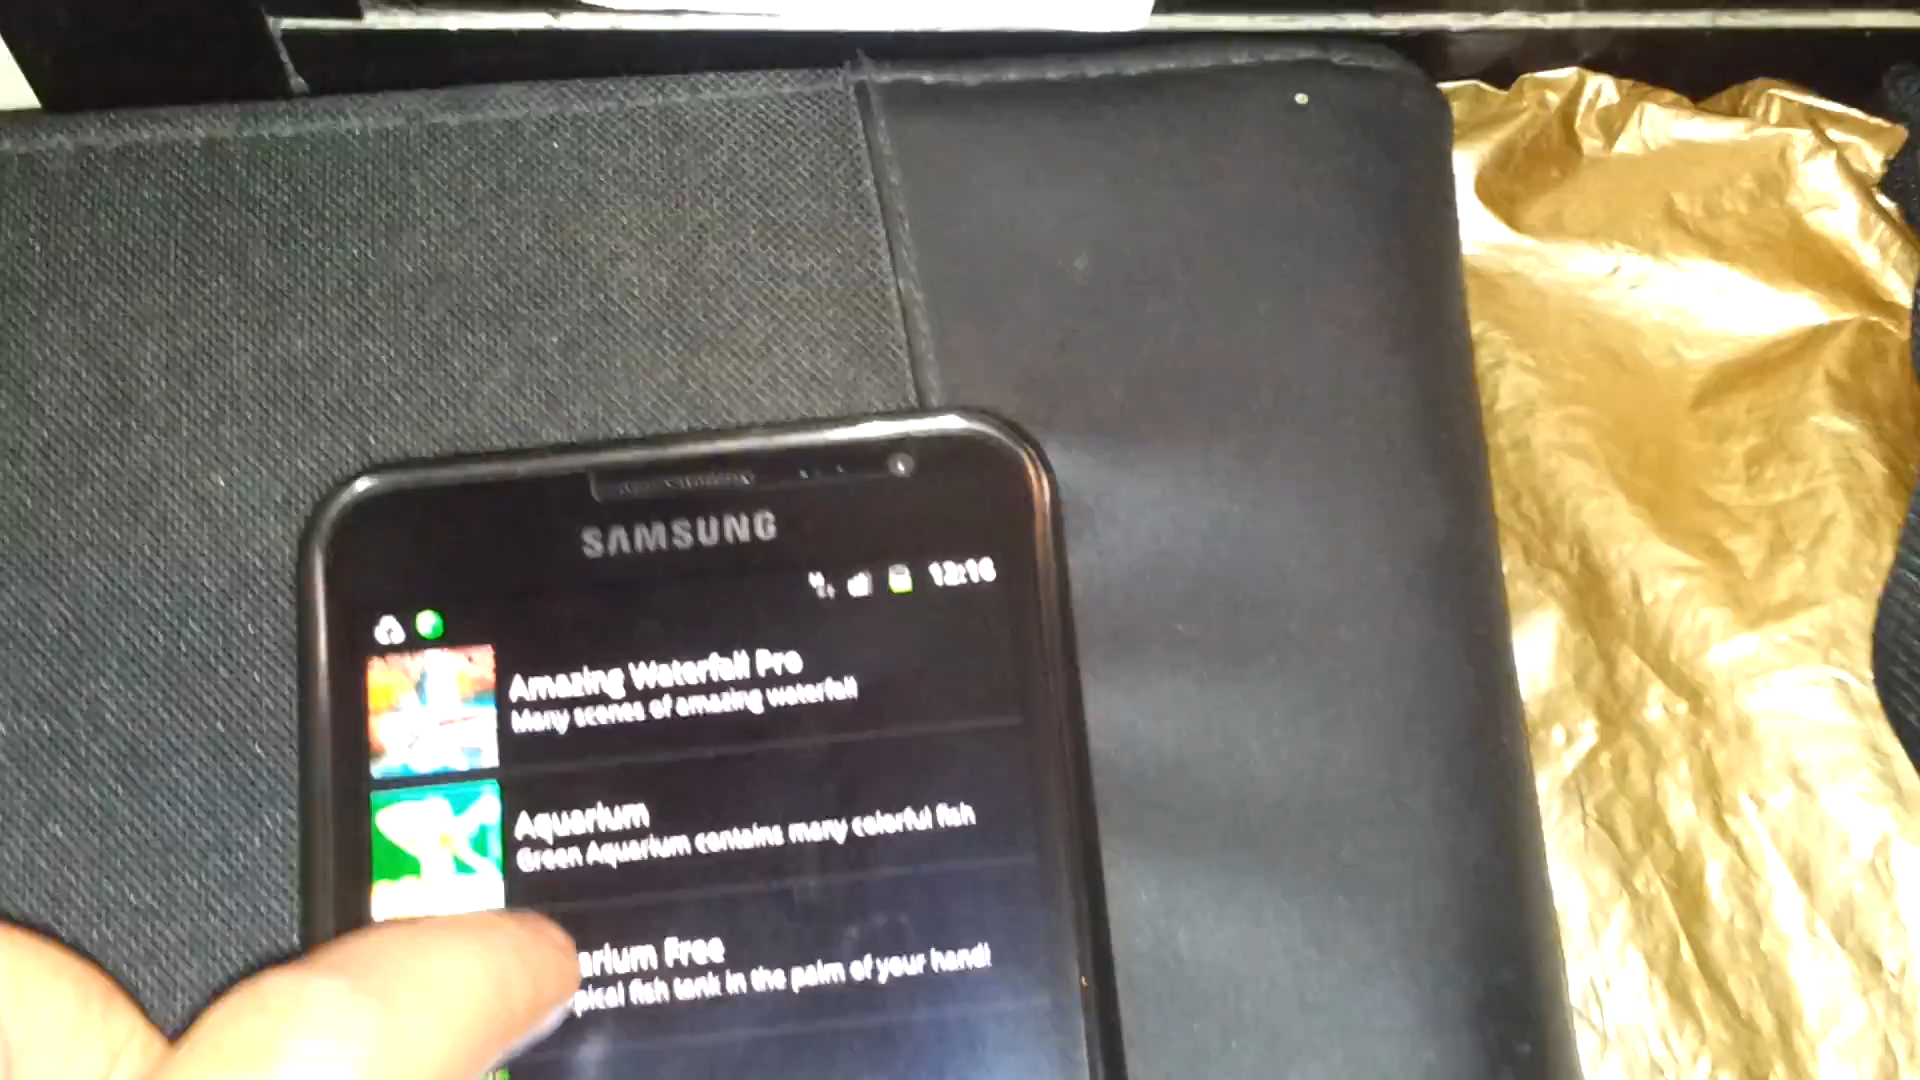 SAMSUNG
12:16
Amazing Waterfall Pro
Many scenes of amazing waterfall
Aquarium
Green Aquarium contains many colorful fish
arium Free
pical fish tank in the palm of your hand!